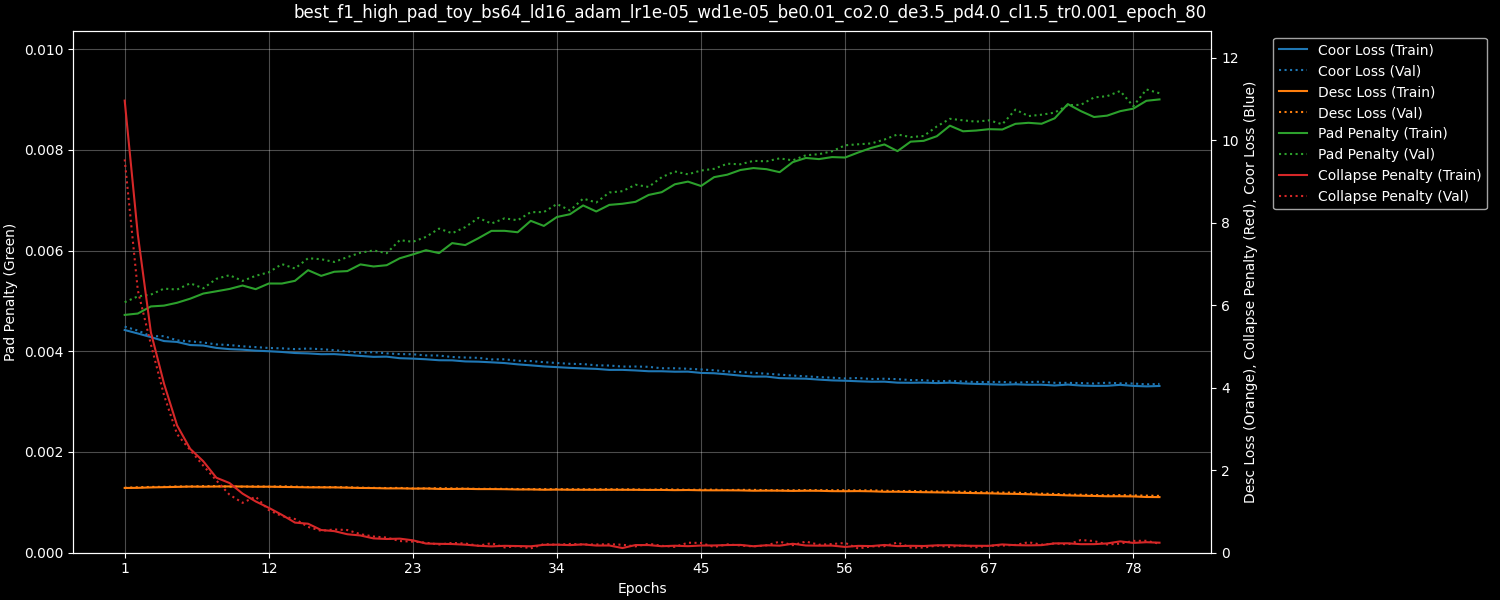 best_f1_high_pad_toy_bs64_ld16_adam_lr1e-05_wd1e-05_be0.01_co2.0_de3.5_pd4.0_cl1.5_tr0.001_epoch_80
0.010
0.008
0.006
0.004
0.002
0.000
Pad Penalty (Green)
1
12
23
34
45
56
67
78
Epochs
12
10
8
6
4
2
0
Desc Loss (Orange), Collapse Penalty (Red), Coor Loss (Blue)
Coor Loss (Train)
Coor Loss (Val)
Desc Loss (Train)
Desc Loss (Val)
Pad Penalty (Train)
Pad Penalty (Val)
Collapse Penalty (Train)
Collapse Penalty (Val)